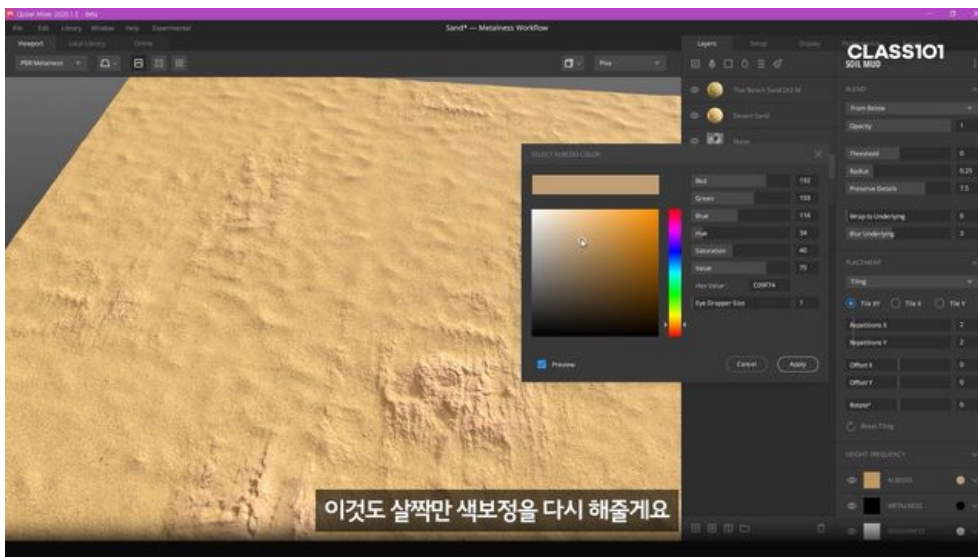 Quixel Mixer 2020.1.5 - Beta
File Edit Library Window Help Experimental
Sand* — Metalness Workflow
Viewport Local Library Online
Layers Setup Display
PBR Metalness
Pisa
CLASS101
SOIL MUD
Thai Beach Sand 2X2 M
Desert Sand
Noise
BLEND
From Below
Opacity 1
Threshold 0
Radius 0.25
Preserve Details 7.5
Wrap to Underlying 0
Blur Underlying 3
PLACEMENT
Tiling
Tile XY Tile X Tile Y
Repetitions X 2
Repetitions Y 2
Offset X 0
Offset Y 0
Rotate° 0
Reset Tiling
HEIGHT FREQUENCY
ALBEDO
METALNESS
ROUGHNESS
SELECT ALBEDO COLOR
Red 192
Green 159
Blue 116
Hue 34
Saturation 40
Value 75
Hex Value : C09F74
Eye Dropper Size 1
Preview
Cancel Apply
이것도 살짝만 색보정을 다시 해줄게요